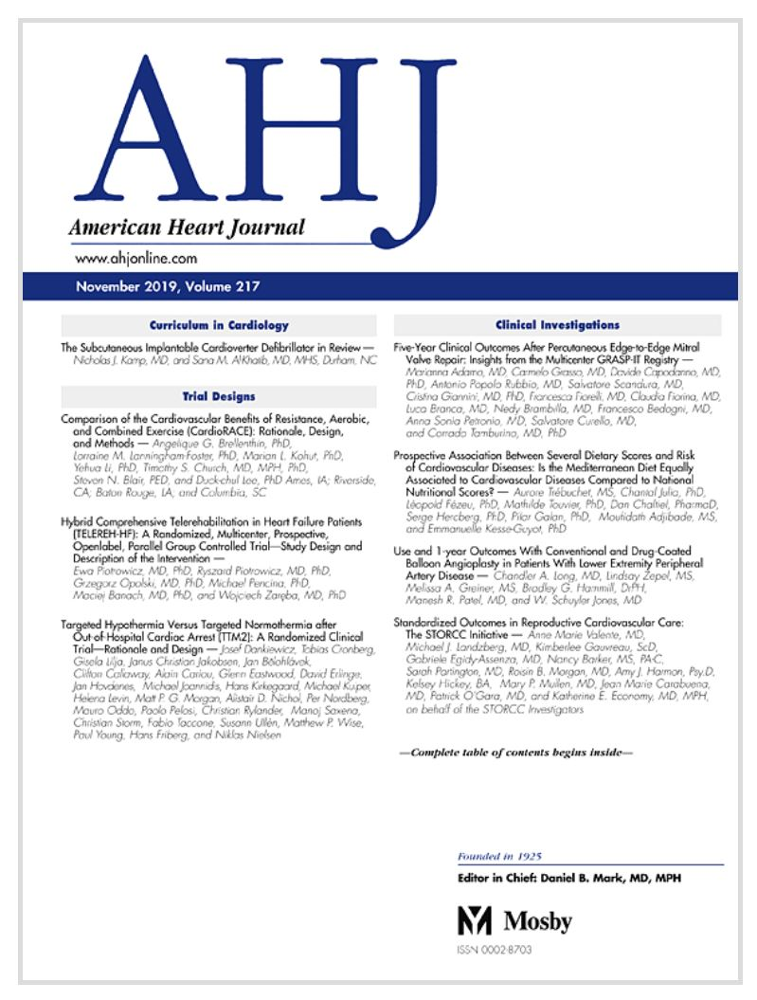 AHJ
American Heart Journal
www.ahjonline.com
November 2019, Volume 217
Curriculum in Cardiology
The Subcutaneous Implantable Cardioverter Defibrillator in Review —
Nicholas J. Kamp, MD, and Sana M. Al-Khatib, MD, MHS, Durham, NC
Trial Designs
Comparison of the Cardiovascular Benefits of Resistance, Aerobic,
and Combined Exercise (CardioRACE): Rationale, Design,
and Methods — Angelique G. Brellenthin, PhD,
Lorraine M. Lanningham-Foster, PhD, Marian L. Kohut, PhD,
Yehua Li, PhD, Timothy S. Church, MD, MPH, PhD,
Steven N. Blair, PED, and Duck-chul Lee, PhD Ames, IA; Riverside,
CA; Baton Rouge, LA; and Columbia, SC
Hybrid Comprehensive Telerehabilitation in Heart Failure Patients
(TELEREH-HF): A Randomized, Multicenter, Prospective,
Openlabel, Parallel Group Controlled Trial—Study Design and
Description of the Intervention —
Ewa Piotrowicz, MD, PhD, Ryszard Piotrowicz, MD, PhD,
Grzegorz Opolski, MD, PhD, Michael Pencina, PhD,
Maciej Banach, MD, PhD, and Wojciech Zaręba, MD, PhD
Targeted Hypothermia Versus Targeted Normothermia after
Out-of-Hospital Cardiac Arrest (TTM2): A Randomized Clinical
Trial—Rationale and Design — Josef Dankiewicz, Tobias Cronberg,
Gisela Lilja, Janus Christian Jakobsen, Jan Bělohlávek,
Clifton Callaway, Alain Cariou, Glenn Eastwood, David Erlinge,
Jan Hovdenes, Michael Joannidis, Hans Kirkegaard, Michael Kuiper,
Helena Levin, Matt P. G. Morgan, Alistair D. Nichol, Per Nordberg,
Mauro Oddo, Paolo Pelosi, Christian Rylander, Manoj Saxena,
Christian Storm, Fabio Taccone, Susann Ullén, Matthew P. Wise,
Paul Young, Hans Friberg, and Niklas Nielsen
Clinical Investigations
Five-Year Clinical Outcomes After Percutaneous Edge-to-Edge Mitral
Valve Repair: Insights from the Multicenter GRASP-IT Registry —
Marianna Adamo, MD, Carmelo Grasso, MD, Davide Capodanno, MD,
PhD, Antonio Popolo Rubbio, MD, Salvatore Scandura, MD,
Cristina Giannini, MD, PhD, Francesca Fiorelli, MD, Claudia Fiorina, MD,
Luca Branca, MD, Nedy Brambilla, MD, Francesco Bedogni, MD,
Anna Sonia Petronio, MD, Salvatore Curello, MD,
and Corrado Tamburino, MD, PhD
Prospective Association Between Several Dietary Scores and Risk
of Cardiovascular Diseases: Is the Mediterranean Diet Equally
Associated to Cardiovascular Diseases Compared to National
Nutritional Scores? — Aurore Trébuchet, MS, Chantal Julia, PhD,
Léopold Fézeu, PhD, Mathilde Touvier, PhD, Dan Chaltiel, PharmaD,
Serge Hercberg, PhD, Pilar Galan, PhD, Moufidath Adjibade, MS,
and Emmanuelle Kesse-Guyot, PhD
Use and 1-year Outcomes With Conventional and Drug-Coated
Balloon Angioplasty in Patients With Lower Extremity Peripheral
Artery Disease — Chandler A. Long, MD, Lindsay Zepel, MS,
Melissa A. Greiner, MS, Bradley G. Hammill, DrPH,
Manesh R. Patel, MD, and W. Schuyler Jones, MD
Standardized Outcomes in Reproductive Cardiovascular Care:
The STORCC Initiative — Anne Marie Valente, MD,
Michael J. Landzberg, MD, Kimberlee Gauvreau, ScD,
Gabriele Egidy-Assenza, MD, Nancy Barker, MS, PA-C,
Sarah Partington, MD, Roisin B. Morgan, MD, Amy J. Harmon, Psy.D,
Kelsey Hickey, BA, Mary P. Mullen, MD, Jean Marie Carabuena,
MD, Patrick O'Gara, MD, and Katherine E. Economy, MD, MPH,
on behalf of the STORCC Investigators
—Complete table of contents begins inside—
Founded in 1925
Editor in Chief: Daniel B. Mark, MD, MPH
Mosby
ISSN 0002-8703